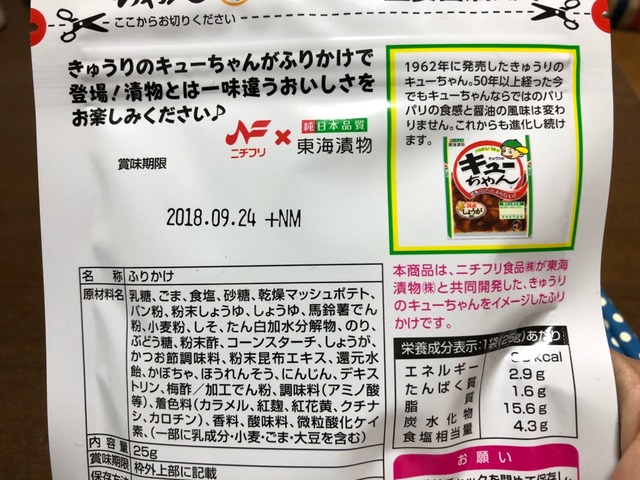 ここからお切りください
きゅうりのキューちゃんがふりかけで
登場！漬物とは一味違うおいしさを
お楽しみください♪
ニチフリ
×
純日本品質
東海漬物
賞味期限
2018.09.24 +NM
1962年に発売したきゅうりの
キューちゃん。50年以上経った今
でもキューちゃんならではのパリ
パリの食感と醤油の風味は変わ
りません。これからも進化し続け
ます。
キュー
ちゃん
しょうが
本商品は、ニチフリ食品㈱が東海
漬物㈱と共同開発した、きゅうり
のキューちゃんをイメージしたふり
かけです。
名 称 ふりかけ
原材料名 乳糖、ごま、食塩、砂糖、乾燥マッシュポテト、
パン粉、粉末しょうゆ、しょうゆ、馬鈴薯でん
粉、小麦粉、しそ、たん白加水分解物、のり、
ぶどう糖、粉末酢、コーンスターチ、しょうが、
かつお節調味料、粉末昆布エキス、還元水
飴、かぼちゃ、ほうれんそう、にんじん、デキス
トリン、梅酢／加工でん粉、調味料（アミノ酸
等）、着色料（カラメル、紅麹、紅花黄、クチナ
シ、カロチン）、香料、酸味料、微粒酸化ケイ
素、（一部に乳成分・小麦・ごま・大豆を含む）
内 容 量 25g
賞味期限 枠外上部に記載
保存方法
栄養成分表示：1袋（25g）あたり
エネルギー kcal
たんぱく質 2.9g
脂 質 1.6g
炭水化物 15.6g
食塩相当量 4.3g
お 願 い